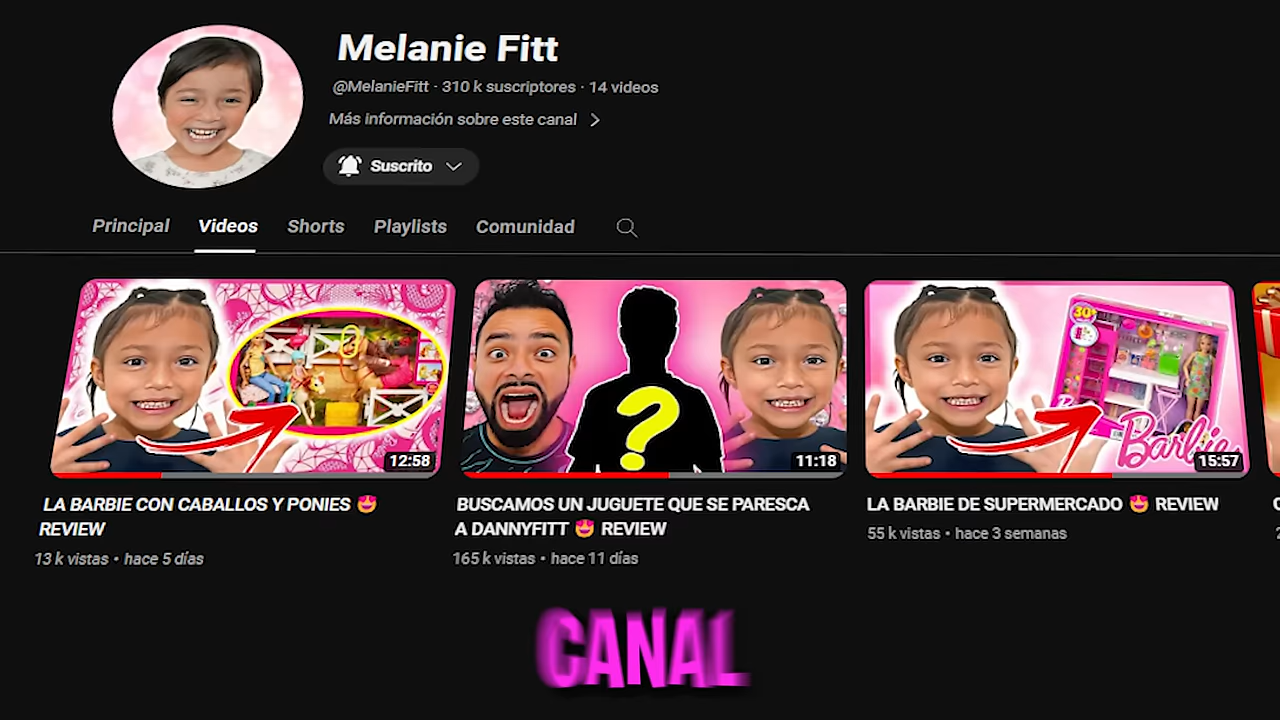 Melanie Fitt
@MelanieFitt · 310 k suscriptores · 14 videos
Más información sobre este canal >
Suscrito
Principal Videos Shorts Playlists Comunidad
?
30+
Barbie
12:58
11:18
15:57
LA BARBIE CON CABALLOS Y PONIES 😍
REVIEW
13 k vistas • hace 5 días
BUSCAMOS UN JUGUETE QUE SE PARESCA
A DANNYFITT 😍 REVIEW
165 k vistas • hace 11 días
LA BARBIE DE SUPERMERCADO 😍 REVIEW
55 k vistas • hace 3 semanas
CANAL